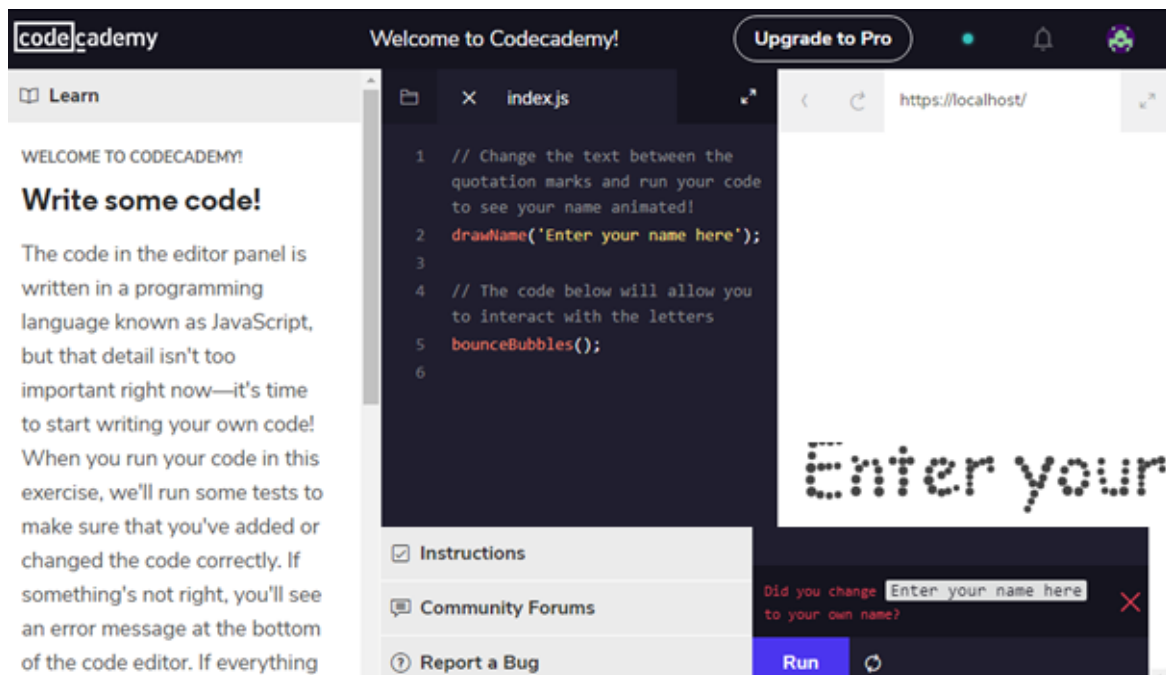 codecademy
Welcome to Codecademy!
Upgrade to Pro
Learn
WELCOME TO CODECADEMY!
Write some code!
The code in the editor panel is
written in a programming
language known as JavaScript,
but that detail isn't too
important right now—it's time
to start writing your own code!
When you run your code in this
exercise, we'll run some tests to
make sure that you've added or
changed the code correctly. If
something's not right, you'll see
an error message at the bottom
of the code editor. If everything
index.js
1 // Change the text between the
quotation marks and run your code
to see your name animated!
2 drawName('Enter your name here');
3
4 // The code below will allow you
to interact with the letters
5 bounceBubbles();
6
Instructions
Community Forums
Report a Bug
https://localhost/
Enter your
Did you change Enter your name here
to your own name?
Run